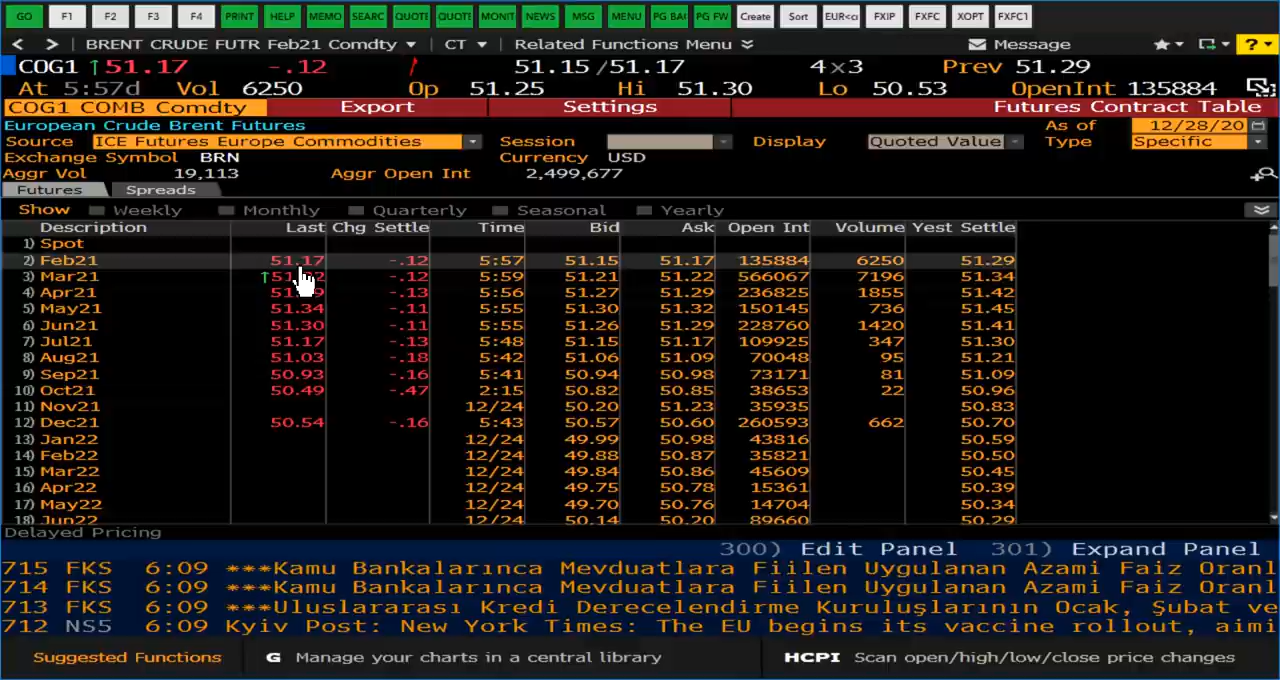 GO F1 F2 F3 F4 PRINT HELP MEMO SEARC QUOTE QUOTE MONIT NEWS MSG MENU PG BAC PG FW Create Sort EUR<c FXIP FXFC XOPT FXFC1
< > BRENT CRUDE FUTR Feb21 Comdty CT Related Functions Menu Message ?
COG1 ↑51.17 -.12 51.15/51.17 4×3 Prev 51.29
At 5:57d Vol 6250 Op 51.25 Hi 51.30 Lo 50.53 OpenInt 135884
COG1 COMB Comdty Export Settings Futures Contract Table
European Crude Brent Futures As of 12/28/20
Source ICE Futures Europe Commodities Session Display Quoted Value Type Specific
Exchange Symbol BRN Currency USD
Aggr Vol 19,113 Aggr Open Int 2,499,677
Futures Spreads
Show Weekly Monthly Quarterly Seasonal Yearly
Description Last Chg Settle Time Bid Ask Open Int Volume Yest Settle
1) Spot
2) Feb21 51.17 -.12 5:57 51.15 51.17 135884 6250 51.29
3) Mar21 -.12 5:59 51.21 51.22 566067 7196 51.34
4) Apr21 -.13 5:56 51.27 51.29 236825 1855 51.42
5) May21 51.34 -.11 5:55 51.30 51.32 150145 736 51.45
6) Jun21 51.30 -.11 5:55 51.26 51.29 228760 1420 51.41
7) Jul21 51.17 -.13 5:48 51.15 51.17 109925 347 51.30
8) Aug21 51.03 -.18 5:42 51.06 51.09 70048 95 51.21
9) Sep21 50.93 -.16 5:41 50.94 50.98 73171 81 51.09
10) Oct21 50.49 -.47 2:15 50.82 50.85 38653 22 50.96
11) Nov21 12/24 50.20 51.23 35935 50.83
12) Dec21 50.54 -.16 5:43 50.57 50.60 260593 662 50.70
13) Jan22 12/24 49.99 50.98 43816 50.59
14) Feb22 12/24 49.88 50.87 35821 50.50
15) Mar22 12/24 49.84 50.86 45609 50.45
16) Apr22 12/24 49.75 50.78 15361 50.39
17) May22 12/24 49.70 50.76 14704 50.34
18) Jun22 12/24 50.14 50.20 89660 50.29
Delayed Pricing
300) Edit Panel 301) Expand Panel
715 FKS 6:09 ***Kamu Bankalarınca Mevduatlara Fiilen Uygulanan Azami Faiz Oranl
714 FKS 6:09 ***Kamu Bankalarınca Mevduatlara Fiilen Uygulanan Azami Faiz Oranl
713 FKS 6:09 ***Uluslararası Kredi Derecelendirme Kuruluşlarının Ocak, Şubat ve
712 NS5 6:09 Kyiv Post: New York Times: The EU begins its vaccine rollout, aimi
Suggested Functions G Manage your charts in a central library HCPI Scan open/high/low/close price changes